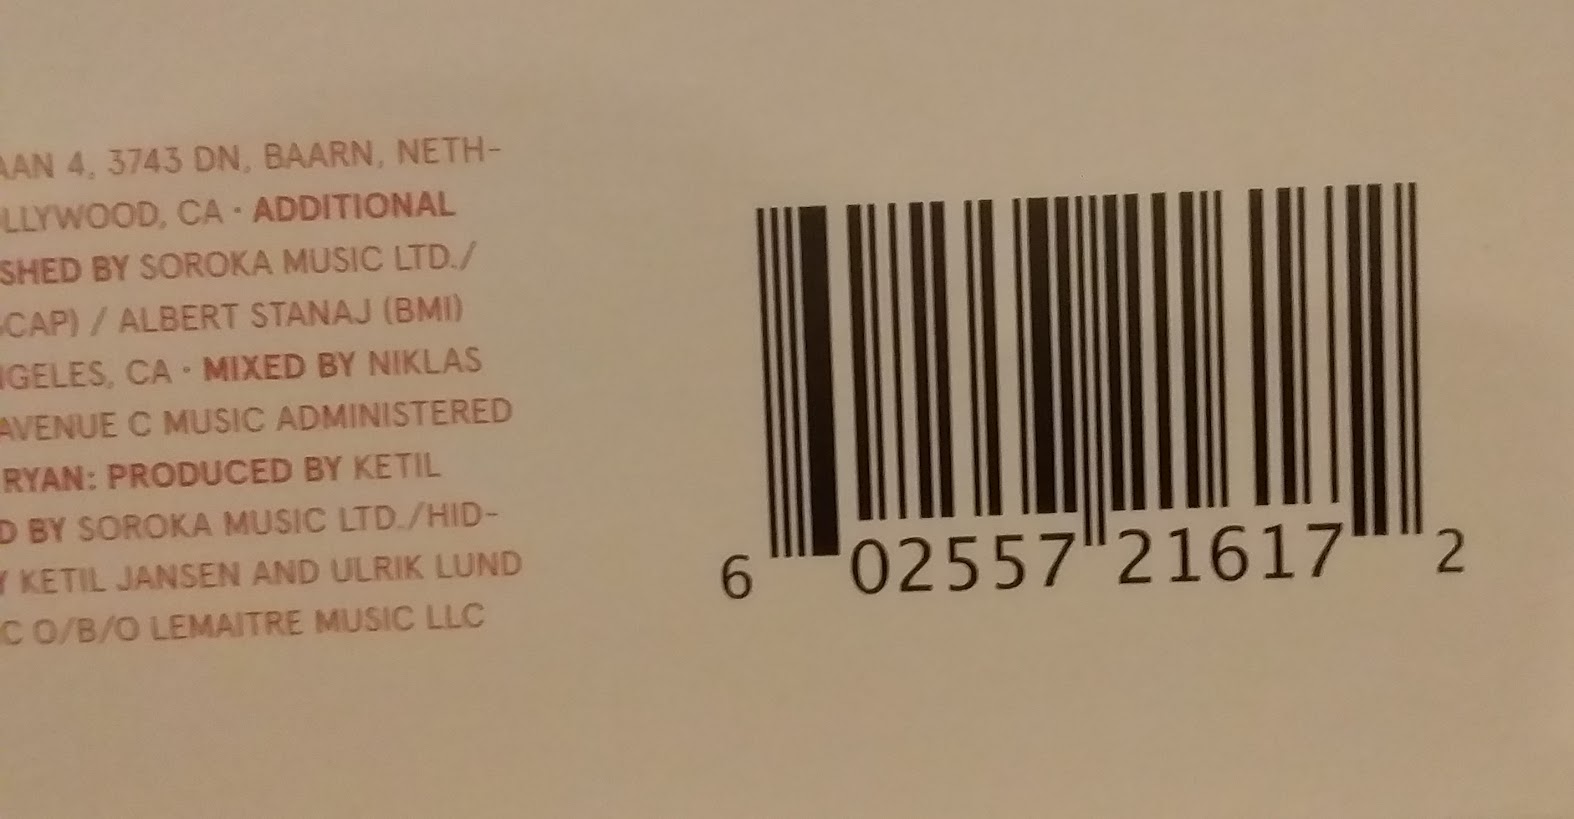 AAN 4, 3743 DN, BAARN, NETH-
LLYWOOD, CA · ADDITIONAL
SHED BY SOROKA MUSIC LTD./
CAP) / ALBERT STANAJ (BMI)
GELES, CA · MIXED BY NIKLAS
AVENUE C MUSIC ADMINISTERED
RYAN: PRODUCED BY KETIL
D BY SOROKA MUSIC LTD./HID-
Y KETIL JANSEN AND ULRIK LUND
C O/B/O LEMAITRE MUSIC LLC
6 02557 21617 2